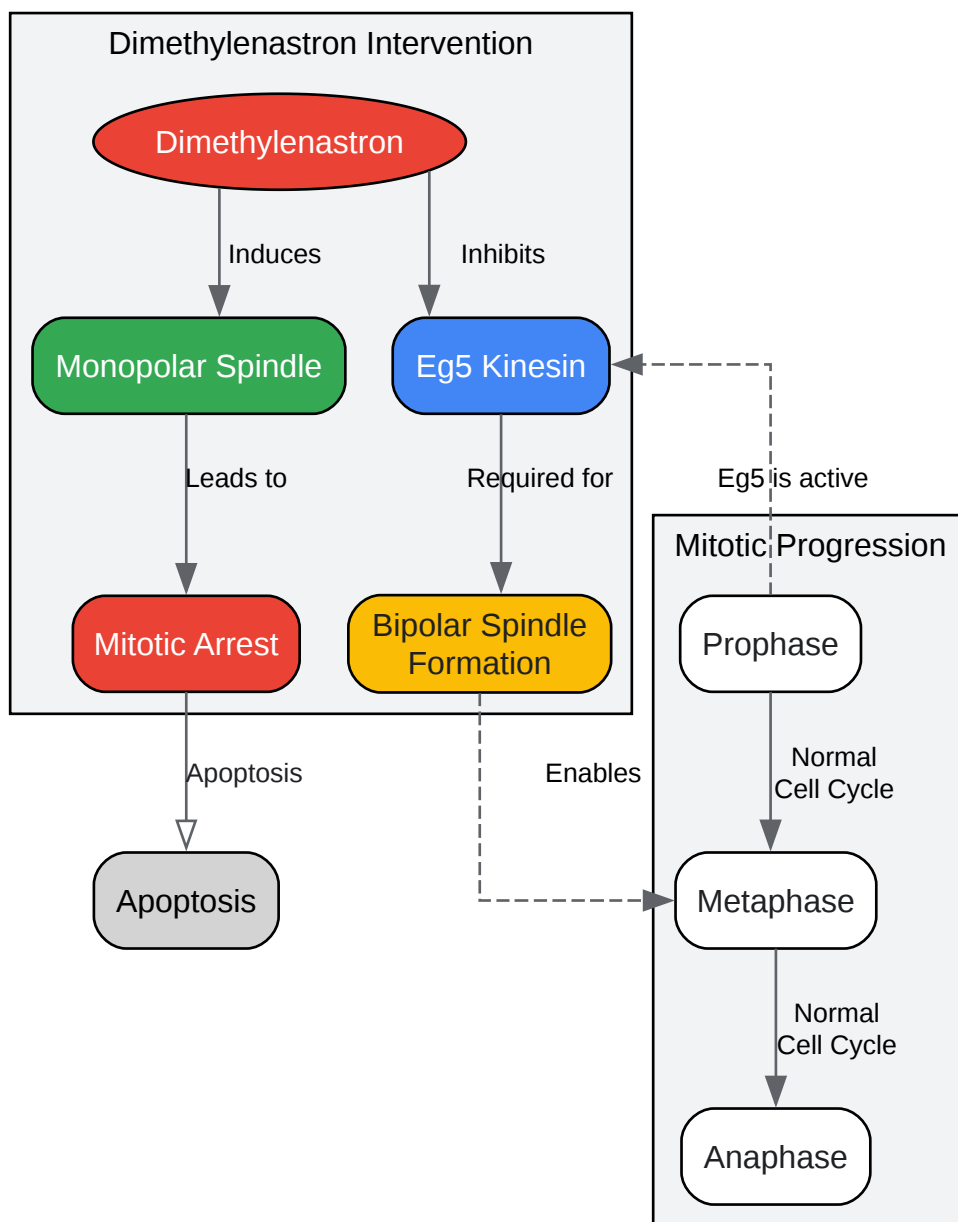 Dimethylenastron Intervention
Dimethylenastron
Induces
Inhibits
Monopolar Spindle
Eg5 Kinesin
Leads to
Required for
Eg5 is active
Mitotic Progression
Mitotic Arrest
Bipolar Spindle
Formation
Prophase
Apoptosis
Enables
Normal
Cell Cycle
Apoptosis
Metaphase
Normal
Cell Cycle
Anaphase